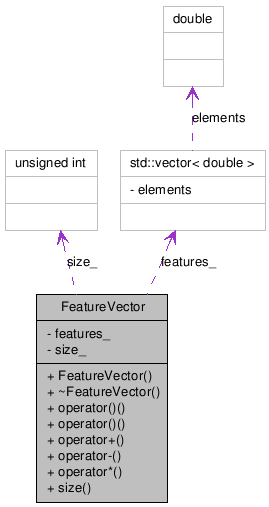 double
elements
unsigned int
std::vector< double >
- elements
size_
features_
FeatureVector
- features_
- size_
+ FeatureVector()
+ ~FeatureVector()
+ operator()()
+ operator()()
+ operator+()
+ operator-()
+ operator*()
+ size()